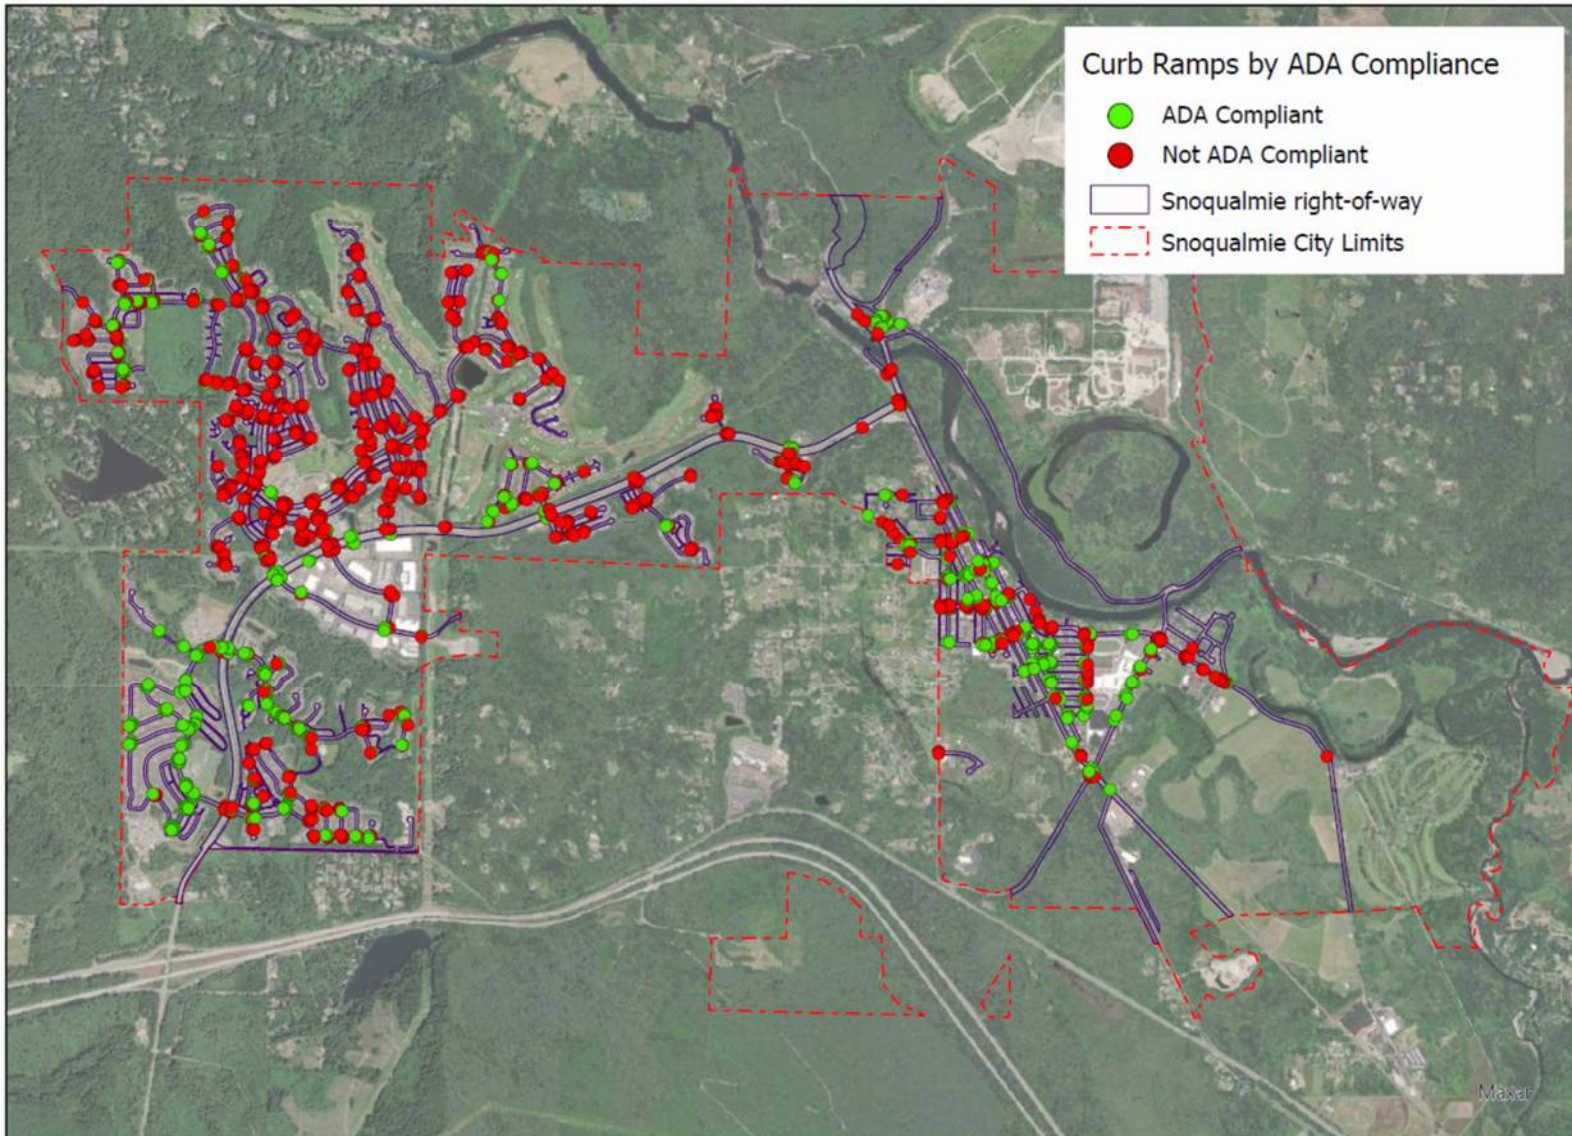 Curb Ramps by ADA Compliance
ADA Compliant
Not ADA Compliant
Snoqualmie right-of-way
Snoqualmie City Limits
Maxar